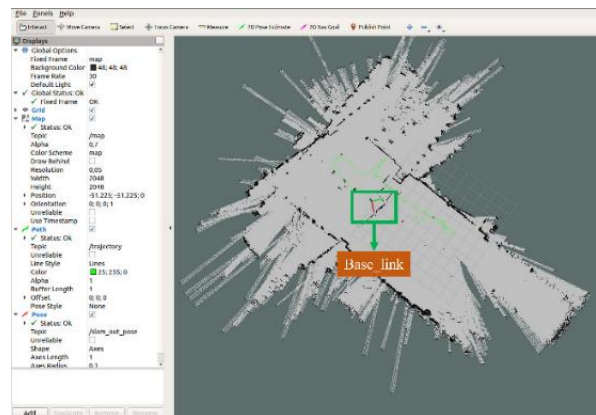 File Panels Help
Interact Move Camera Select Focus Camera Measure 2D Pose Estimate 2D Nav Goal Publish Point
Displays
Global Options
Fixed Frame map
Background Color 48; 48; 48
Frame Rate 30
Default Light
Global Status: Ok
Fixed Frame OK
Grid
Map
Status: Ok
Topic /map
Alpha 0,7
Color Scheme map
Draw Behind
Resolution 0,05
Width 2048
Height 2048
Position -51.225; -51.225; 0
Orientation 0; 0; 0; 1
Unreliable
Use Timestamp
Path
Status: Ok
Topic /trajectory
Unreliable
Line Style Lines
Color 25; 255; 0
Alpha 1
Buffer Length 1
Offset 0; 0; 0
Pose Style None
Pose
Status: Ok
Topic /slam_out_pose
Unreliable
Shape Axes
Axes Length 1
Axes Radius 0,1
Add Duplicate Remove Rename
Base_link